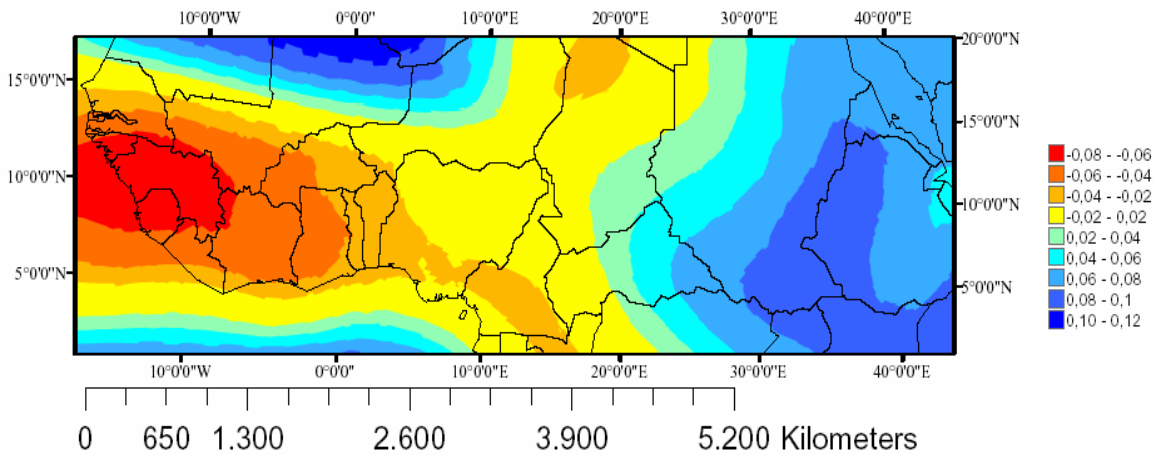 10°0'0"W 0°0'0" 10°0'0"E 20°0'0"E 30°0'0"E 40°0'0"E
20°0'0"N
15°0'0"N
15°0'0"N
10°0'0"N
10°0'0"N
5°0'0"N
5°0'0"N
10°0'0"W 0°0'0" 10°0'0"E 20°0'0"E 30°0'0"E 40°0'0"E
-0,08 - -0,06
-0,06 - -0,04
-0,04 - -0,02
-0,02 - 0,02
0,02 - 0,04
0,04 - 0,06
0,06 - 0,08
0,08 - 0,1
0,10 - 0,12
0 650 1.300 2.600 3.900 5.200 Kilometers